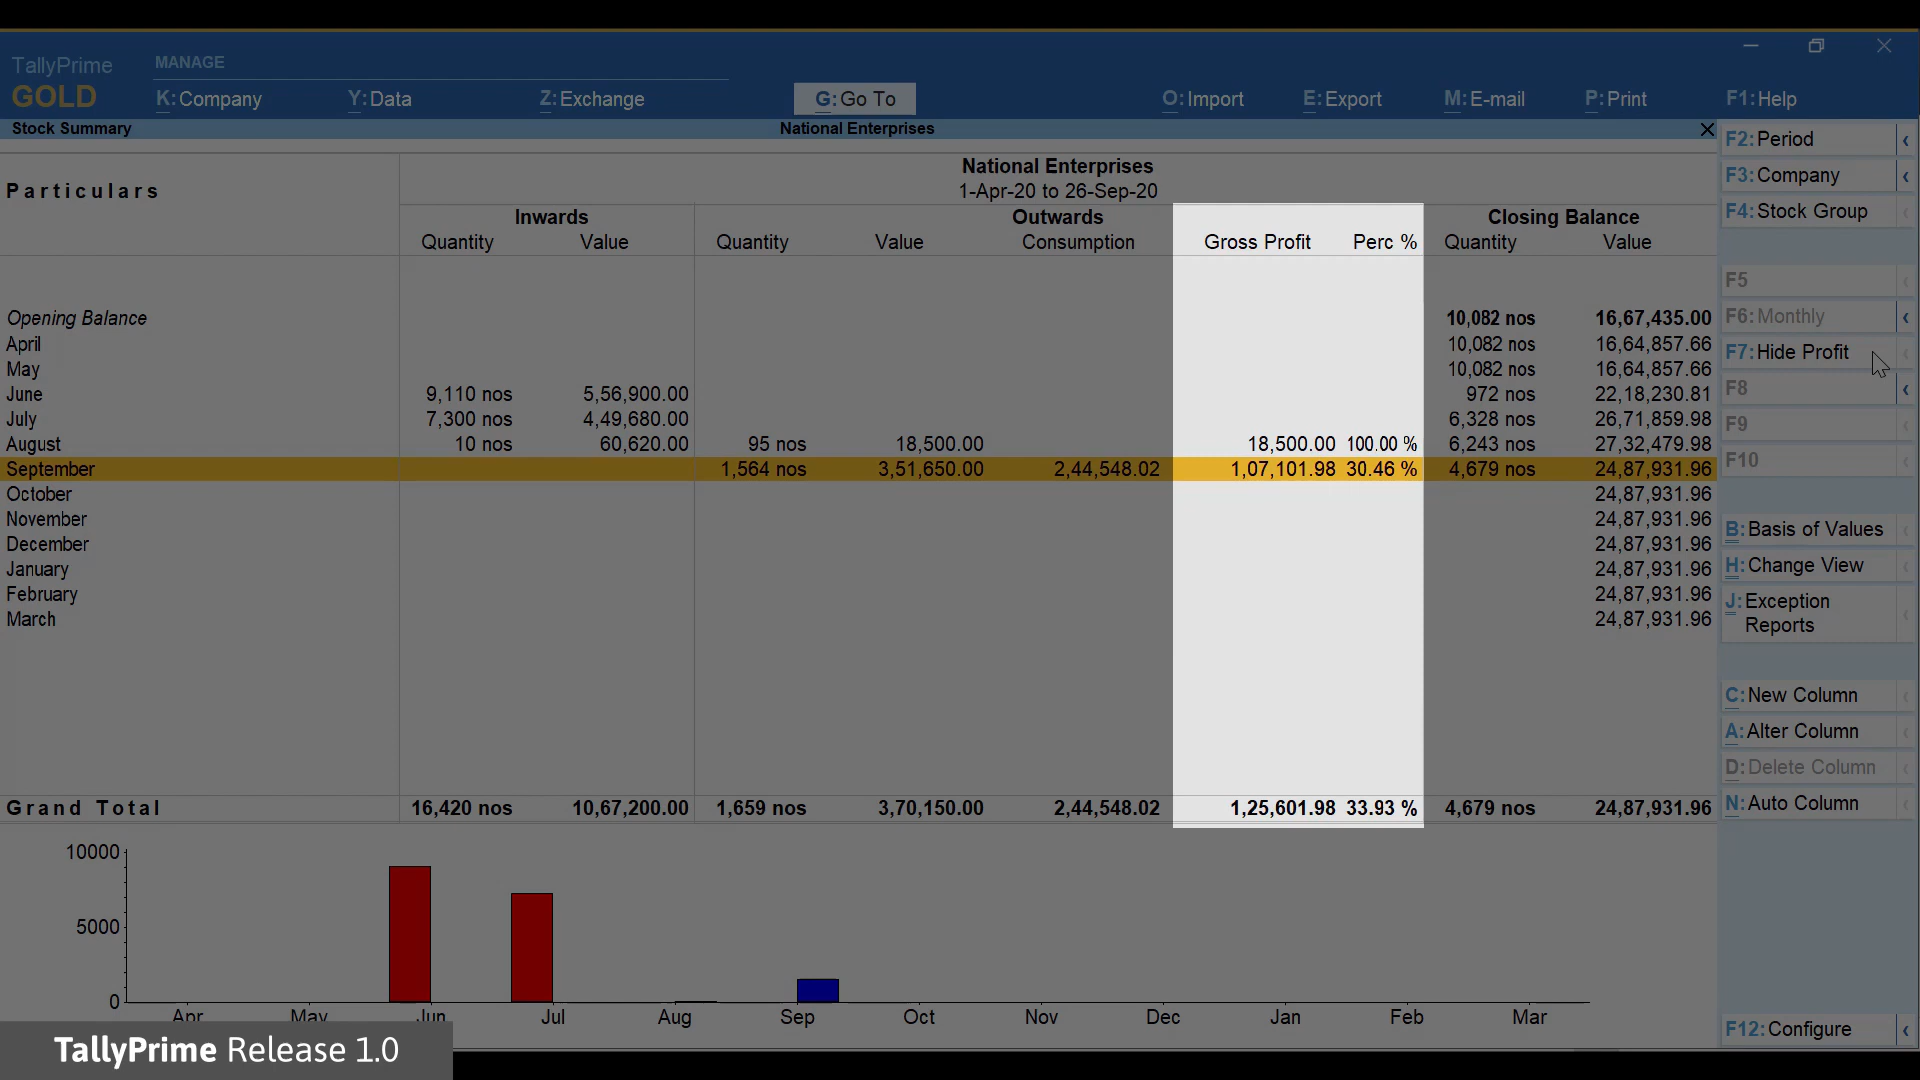 TallyPrime
GOLD
MANAGE
K:Company Y:Data Z:Exchange G:Go To O:Import E:Export M:E-mail P:Print F1:Help
Stock Summary National Enterprises
Particulars
National Enterprises
1-Apr-20 to 26-Sep-20
Inwards Outwards Closing Balance
Quantity Value Quantity Value Consumption Gross Profit Perc % Quantity Value
Opening Balance 10,082 nos 16,67,435.00
April 10,082 nos 16,64,857.66
May 10,082 nos 16,64,857.66
June 9,110 nos 5,56,900.00 972 nos 22,18,230.81
July 7,300 nos 4,49,680.00 6,328 nos 26,71,859.98
August 10 nos 60,620.00 95 nos 18,500.00 18,500.00 100.00 % 6,243 nos 27,32,479.98
September 1,564 nos 3,51,650.00 2,44,548.02 1,07,101.98 30.46 % 4,679 nos 24,87,931.96
October 24,87,931.96
November 24,87,931.96
December 24,87,931.96
January 24,87,931.96
February 24,87,931.96
March 24,87,931.96
Grand Total 16,420 nos 10,67,200.00 1,659 nos 3,70,150.00 2,44,548.02 1,25,601.98 33.93 % 4,679 nos 24,87,931.96
10000
5000
0
Apr May Jun Jul Aug Sep Oct Nov Dec Jan Feb Mar
F2:Period
F3:Company
F4:Stock Group
F5
F6:Monthly
F7:Hide Profit
F8
F9
F10
B:Basis of Values
H:Change View
J:Exception
Reports
C:New Column
A:Alter Column
D:Delete Column
N:Auto Column
F12:Configure
TallyPrime Release 1.0